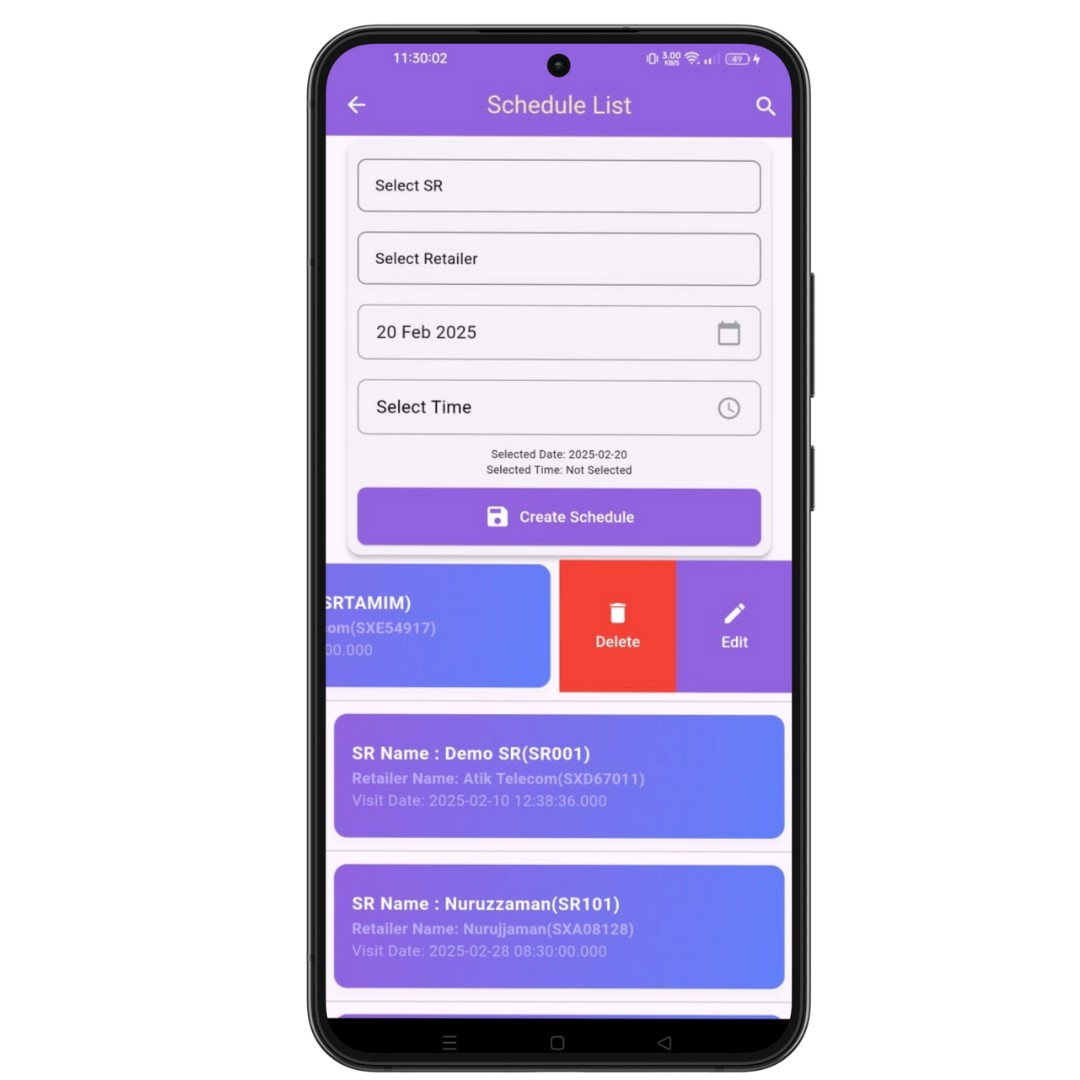 11:30:02
3.00 KB/S
49
Schedule List
Select SR
Select Retailer
20 Feb 2025
Select Time
Selected Date: 2025-02-20
Selected Time: Not Selected
Create Schedule
SRTAMIM)
om(SXE54917)
00.000
Delete
Edit
SR Name : Demo SR(SR001)
Retailer Name: Atik Telecom(SXD67011)
Visit Date: 2025-02-10 12:38:36.000
SR Name : Nuruzzaman(SR101)
Retailer Name: Nurujjaman(SXA08128)
Visit Date: 2025-02-28 08:30:00.000